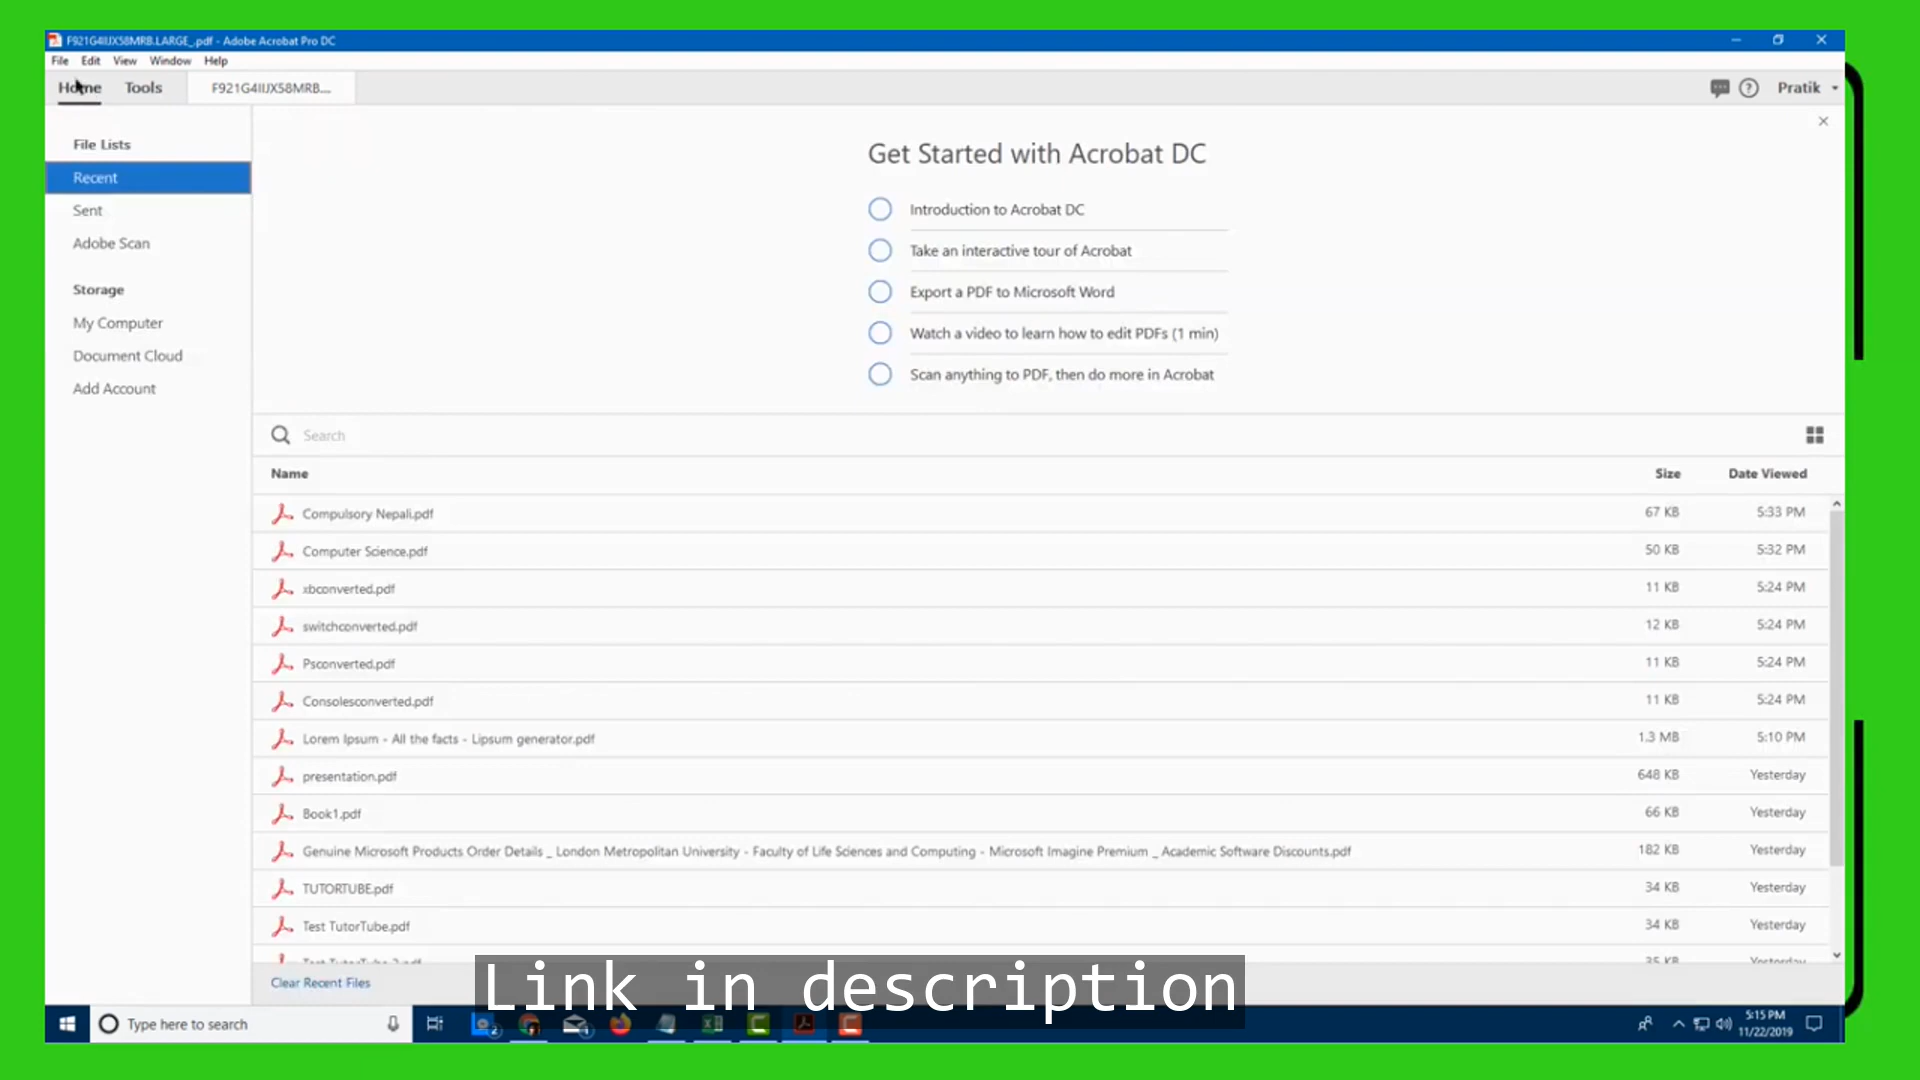 F921G4IIJX58MRB.LARGE_.pdf - Adobe Acrobat Pro DC
File Edit View Window Help
Home Tools F921G4IIJX58MRB...
Pratik
File Lists
Recent
Sent
Adobe Scan
Storage
My Computer
Document Cloud
Add Account
Get Started with Acrobat DC
Introduction to Acrobat DC
Take an interactive tour of Acrobat
Export a PDF to Microsoft Word
Watch a video to learn how to edit PDFs (1 min)
Scan anything to PDF, then do more in Acrobat
Search
Name Size Date Viewed
Compulsory Nepali.pdf 67 KB 5:33 PM
Computer Science.pdf 50 KB 5:32 PM
xbconverted.pdf 11 KB 5:24 PM
switchconverted.pdf 12 KB 5:24 PM
Psconverted.pdf 11 KB 5:24 PM
Consolesconverted.pdf 11 KB 5:24 PM
Lorem Ipsum - All the facts - Lipsum generator.pdf 1.3 MB 5:10 PM
presentation.pdf 648 KB Yesterday
Book1.pdf 66 KB Yesterday
Genuine Microsoft Products Order Details _ London Metropolitan University - Faculty of Life Sciences and Computing - Microsoft Imagine Premium _ Academic Software Discounts.pdf 182 KB Yesterday
TUTORTUBE.pdf 34 KB Yesterday
Test TutorTube.pdf 34 KB Yesterday
Test TutorTube 2.pdf 35 KB Yesterday
Clear Recent Files
Link in description
Type here to search
5:15 PM
11/22/2019